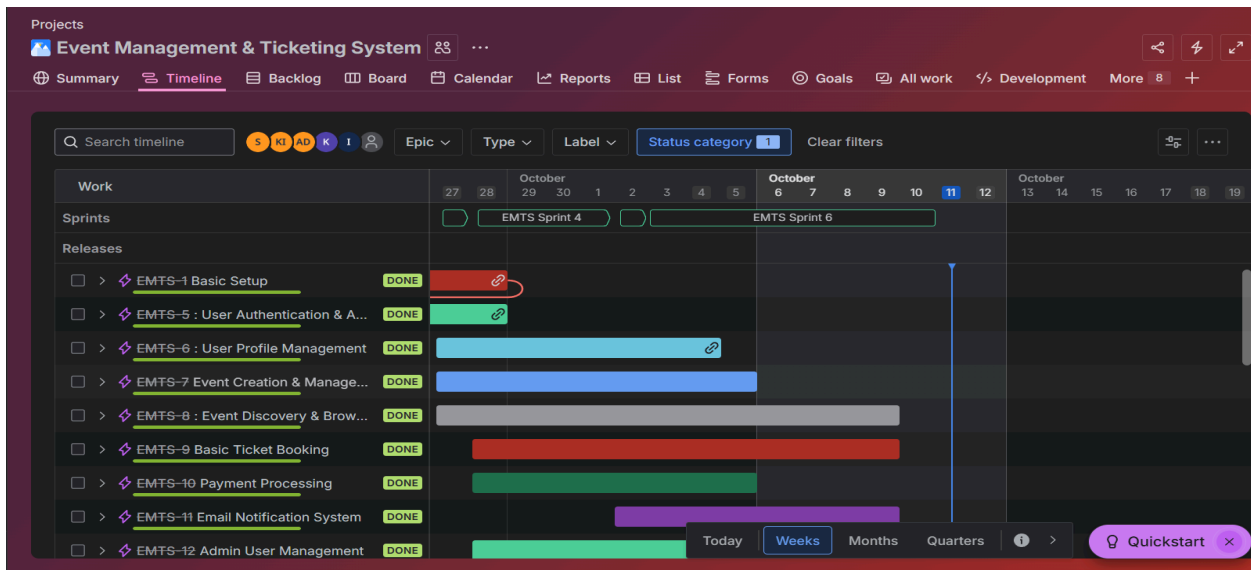 Projects
Event Management & Ticketing System
Summary Timeline Backlog Board Calendar Reports List Forms Goals All work Development More 8
Search timeline S KI AD K I Epic Type Label Status category 1 Clear filters
Work
October October October
27 28 29 30 1 2 3 4 5 6 7 8 9 10 11 12 13 14 15 16 17 18 19
Sprints EMTS Sprint 4 EMTS Sprint 6
Releases
EMTS-1 Basic Setup DONE
EMTS-5 : User Authentication & A... DONE
EMTS-6 : User Profile Management DONE
EMTS-7 Event Creation & Manage... DONE
EMTS-8 : Event Discovery & Brow... DONE
EMTS-9 Basic Ticket Booking DONE
EMTS-10 Payment Processing DONE
EMTS-11 Email Notification System DONE
EMTS-12 Admin User Management DONE
Today Weeks Months Quarters
Quickstart